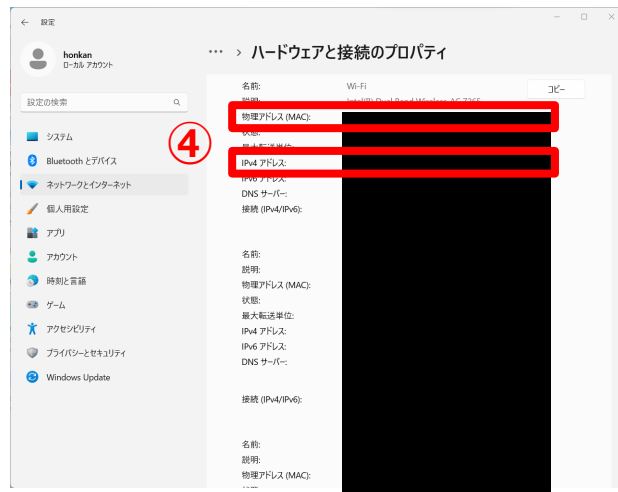 ← 設定
honkan
ローカル アカウント
設定の検索
システム
Bluetooth とデバイス
ネットワークとインターネット
個人用設定
アプリ
アカウント
時刻と言語
ゲーム
アクセシビリティ
プライバシーとセキュリティ
Windows Update
… › ハードウェアと接続のプロパティ
名前: Wi-Fi
コピー
説明: Intel(R) Dual Band Wireless-AC 7265
物理アドレス (MAC):
状態:
最大転送単位:
④
IPv4 アドレス:
IPv6 アドレス:
DNS サーバー:
接続 (IPv4/IPv6):
名前:
説明:
物理アドレス (MAC):
状態:
最大転送単位:
IPv4 アドレス:
IPv6 アドレス:
DNS サーバー:
接続 (IPv4/IPv6):
名前:
説明:
物理アドレス (MAC):